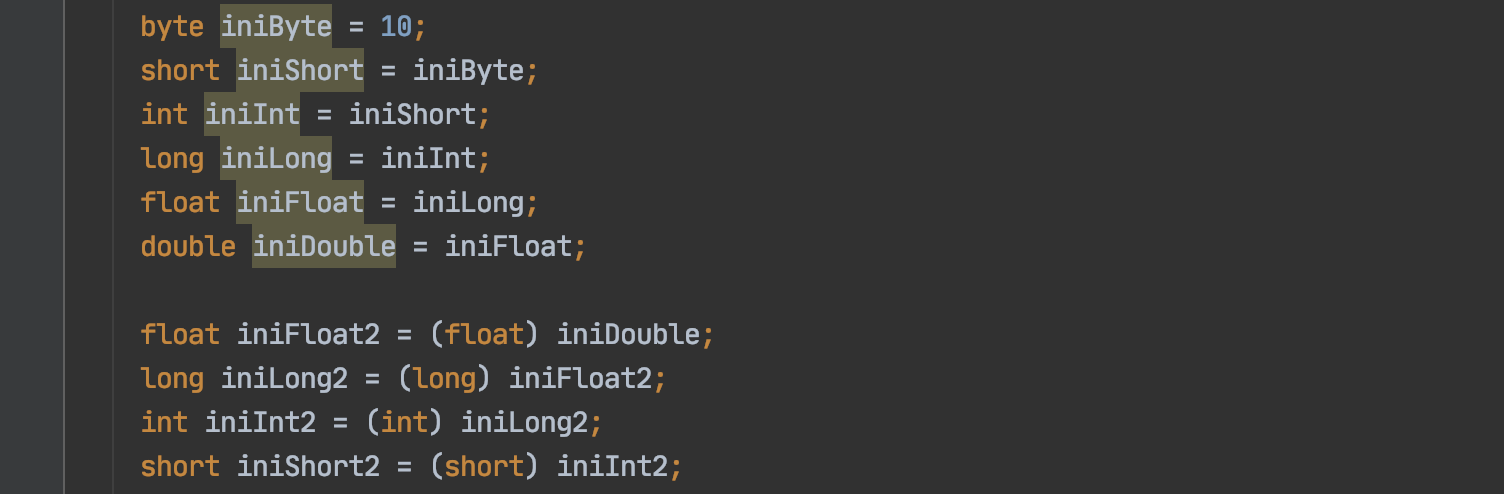 byte iniByte = 10;
short iniShort = iniByte;
int iniInt = iniShort;
long iniLong = iniInt;
float iniFloat = iniLong;
double iniDouble = iniFloat;
float iniFloat2 = (float) iniDouble;
long iniLong2 = (long) iniFloat2;
int iniInt2 = (int) iniLong2;
short iniShort2 = (short) iniInt2;